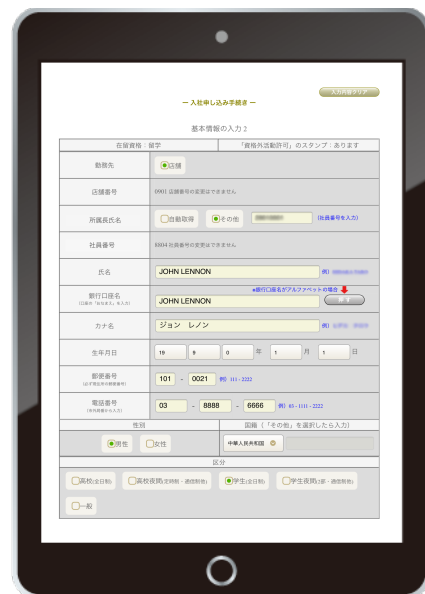 入力内容クリア
ー 入社申し込み手続き ー
基本情報の入力 2
在留資格：留学 「資格外活動許可」のスタンプ：あります
勤務先 店舗
店舗番号 店舗番号の変更はできません
所属長氏名 自動取得 その他 (社員番号を入力)
社員番号 社員番号の変更はできません
氏名 JOHN LENNON 例）
※銀行口座名がアルファベットの場合
銀行口座名 JOHN LENNON 例）
カナ名 ジョン レノン 例）
生年月日 19 9 0 年 1 月 1 日
郵便番号 101 - 0021 例）111 - 2222
電話番号 03 - 8888 - 6666 例）03 - 1111 - 2222
性別 国籍（「その他」を選択したら入力）
男性 女性 中華人民共和国
区分
高校(全日制) 高校夜間(定時制・通信制他) 学生(全日制) 学生夜間(2部・通信制他)
一般